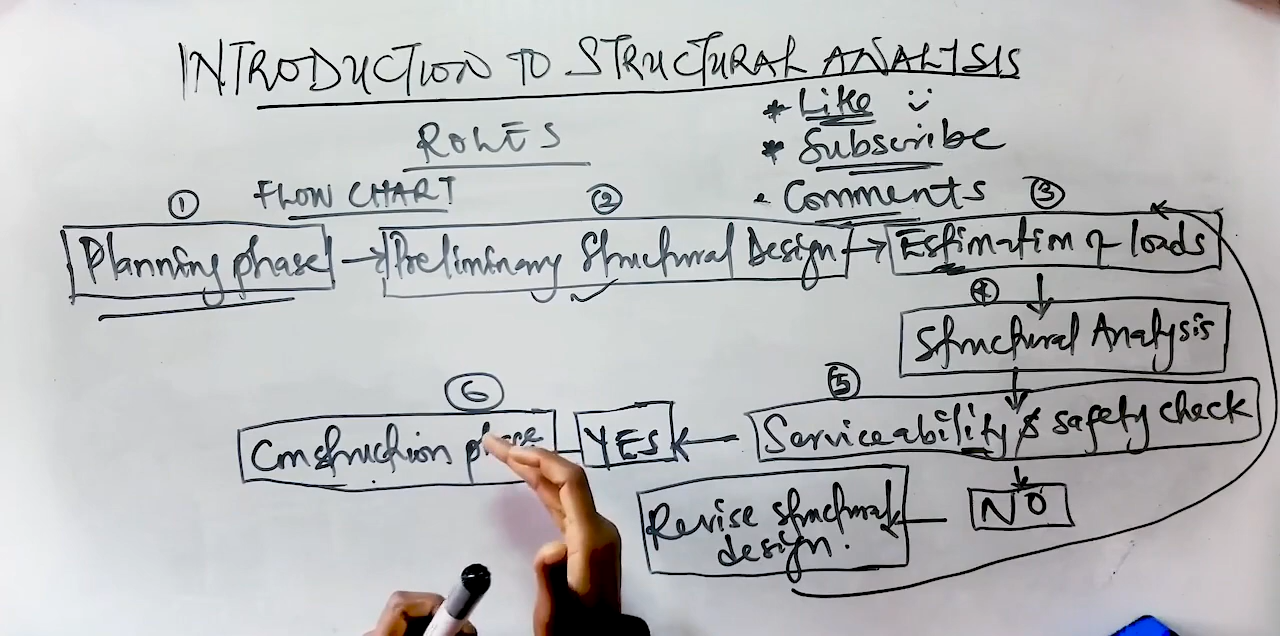 INTRODUCTION TO STRUCTURAL ANALYSIS
* Like
ROLES
* Subscribe
FLOW CHART
• Comments
① ② ③
Planning phase
Preliminary Structural Design
Estimation of loads
④
Structural Analysis
⑤
Serviceability & safety check
⑥
Construction phase
YES
NO
Revise structural
design.